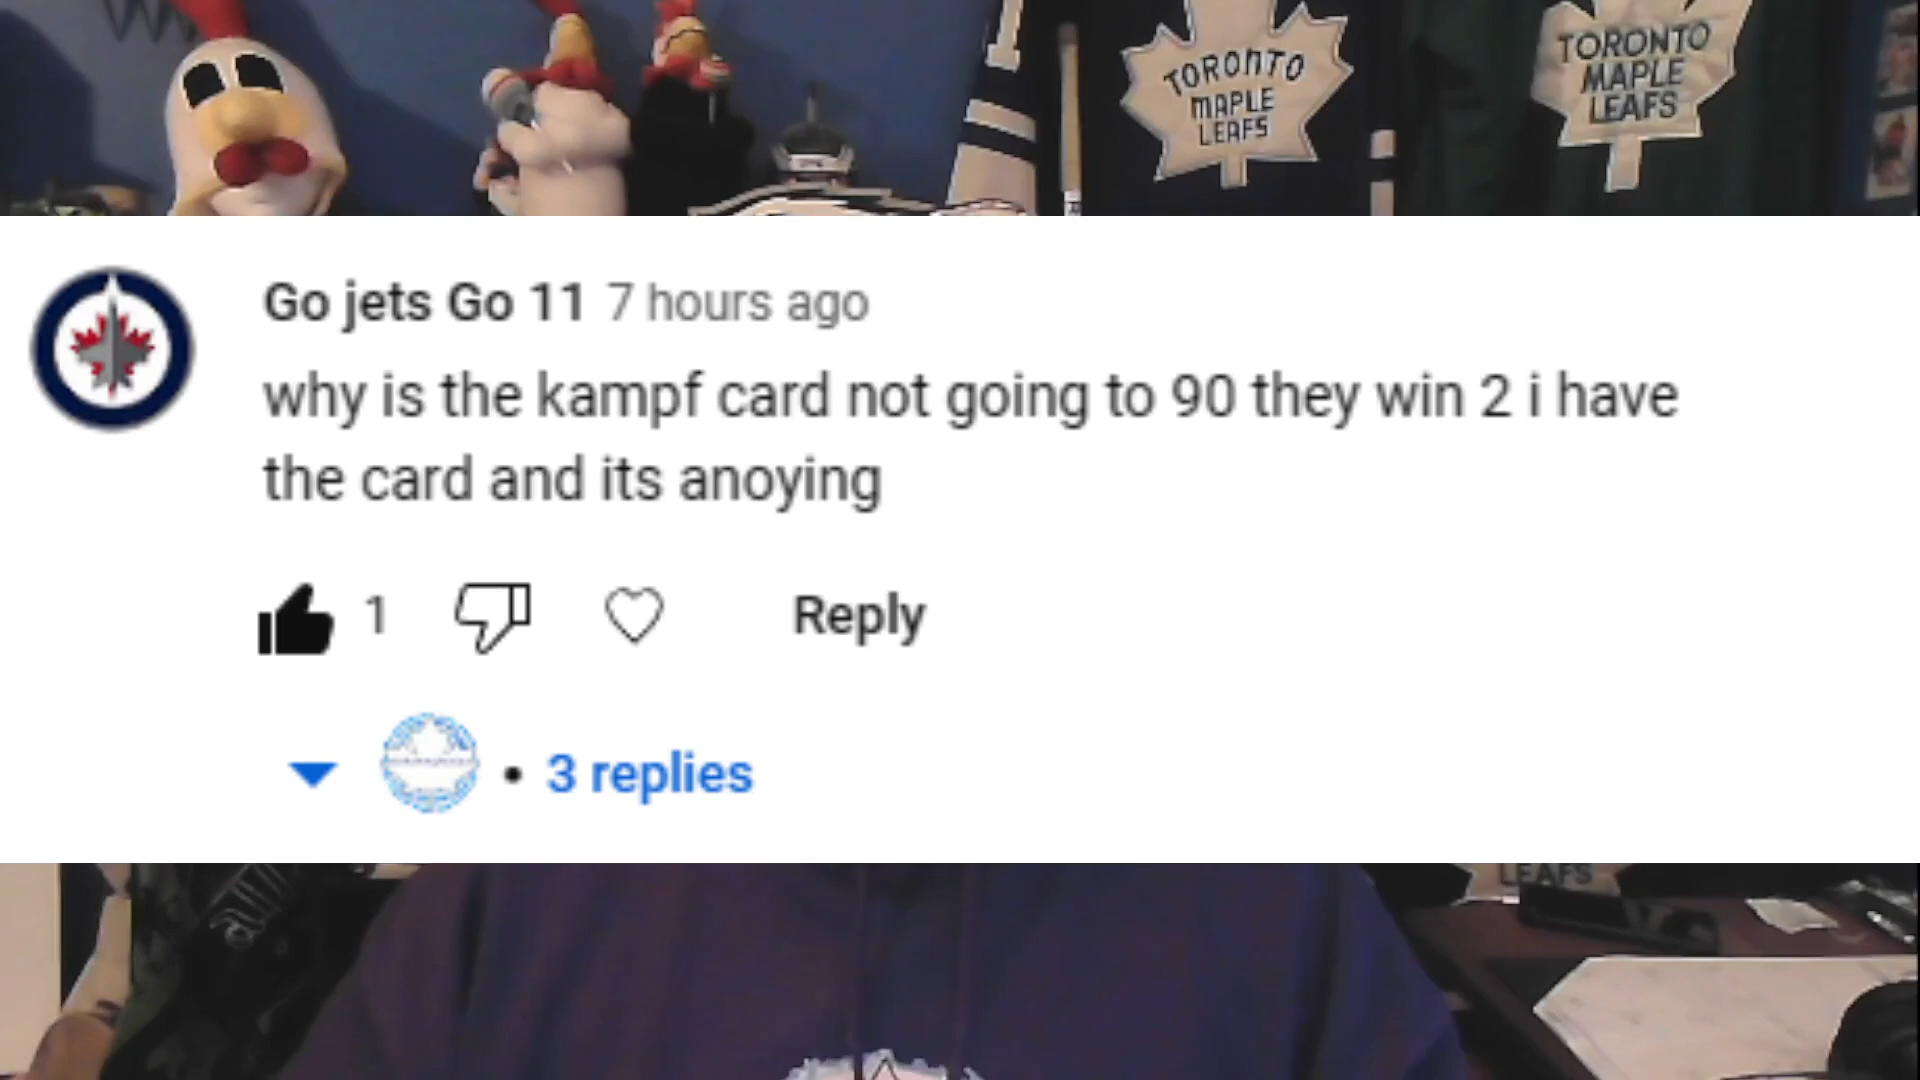 TORONTO
MAPLE
LEAFS
TORONTO
MAPLE
LEAFS
Go jets Go 11 7 hours ago
why is the kampf card not going to 90 they win 2 i have
the card and its anoying
1
Reply
• 3 replies
LEAFS